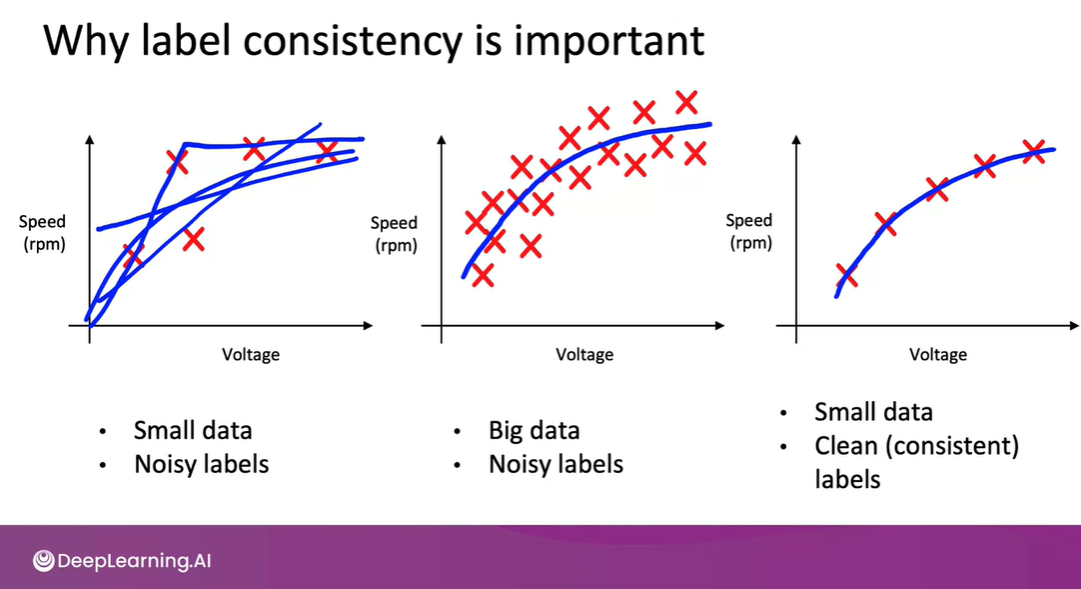 Why label consistency is important
Speed
(rpm)
Voltage
• Small data
• Noisy labels
Speed
(rpm)
Voltage
• Big data
• Noisy labels
Speed
(rpm)
Voltage
• Small data
• Clean (consistent)
labels
DeepLearning.AI